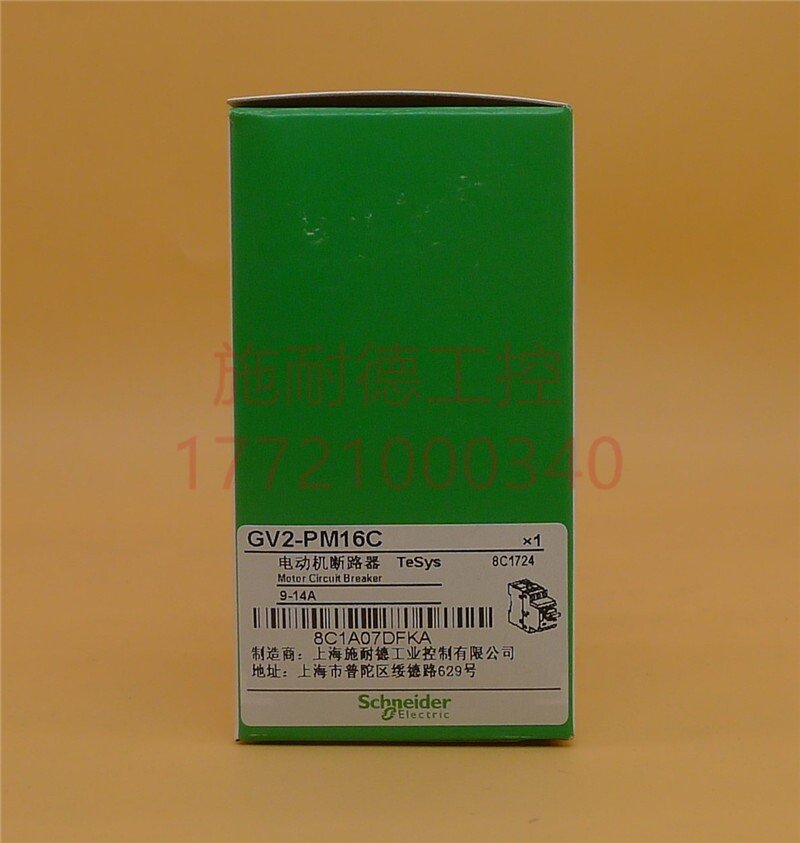 施耐德工控
17721000340
GV2-PM16C ×1
电动机断路器 TeSys 8C1724
Motor Circuit Breaker
9-14A
8C1A07DFKA
制造商：上海施耐德工业控制有限公司
地址：上海市普陀区绥德路629号
Schneider
Electric